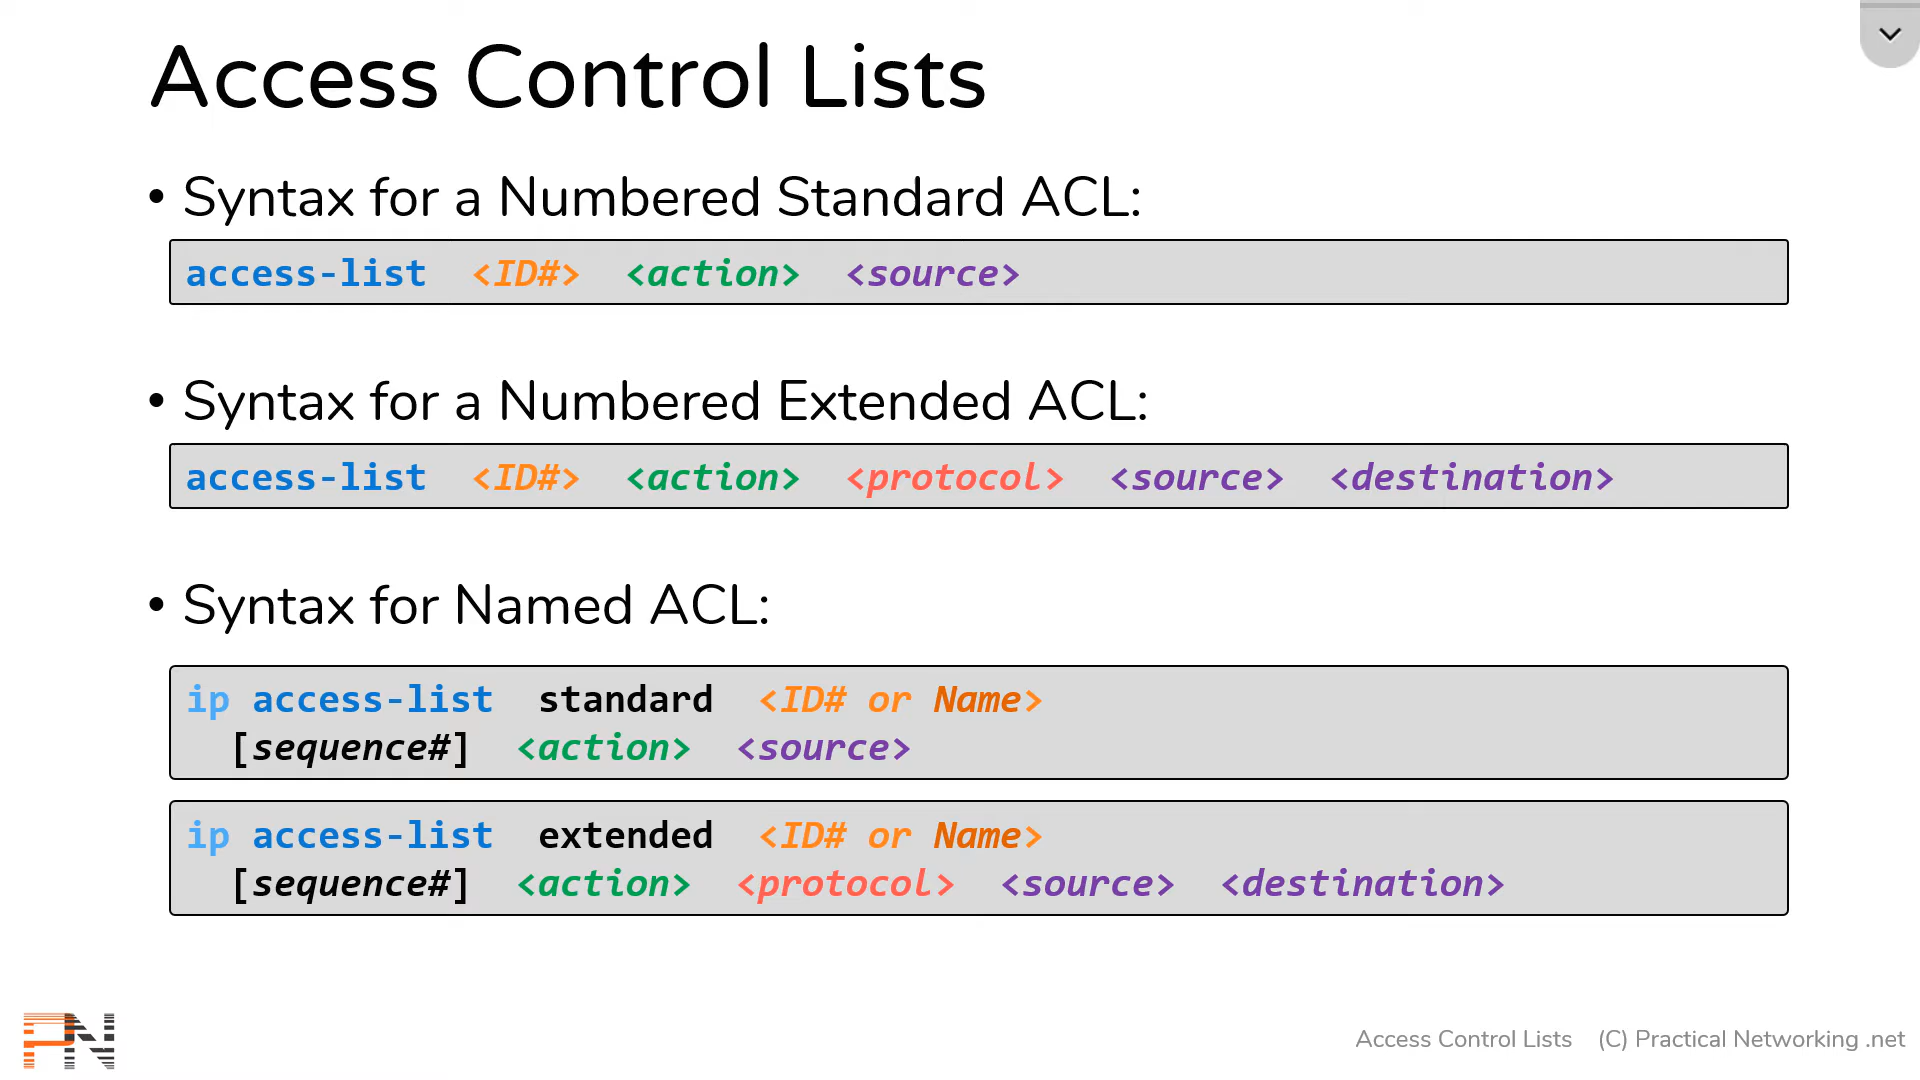 Access Control Lists
• Syntax for a Numbered Standard ACL:
access-list <ID#> <action> <source>
• Syntax for a Numbered Extended ACL:
access-list <ID#> <action> <protocol> <source> <destination>
• Syntax for Named ACL:
ip access-list standard <ID# or Name>
[sequence#] <action> <source>
ip access-list extended <ID# or Name>
[sequence#] <action> <protocol> <source> <destination>
PN
Access Control Lists (C) Practical Networking .net